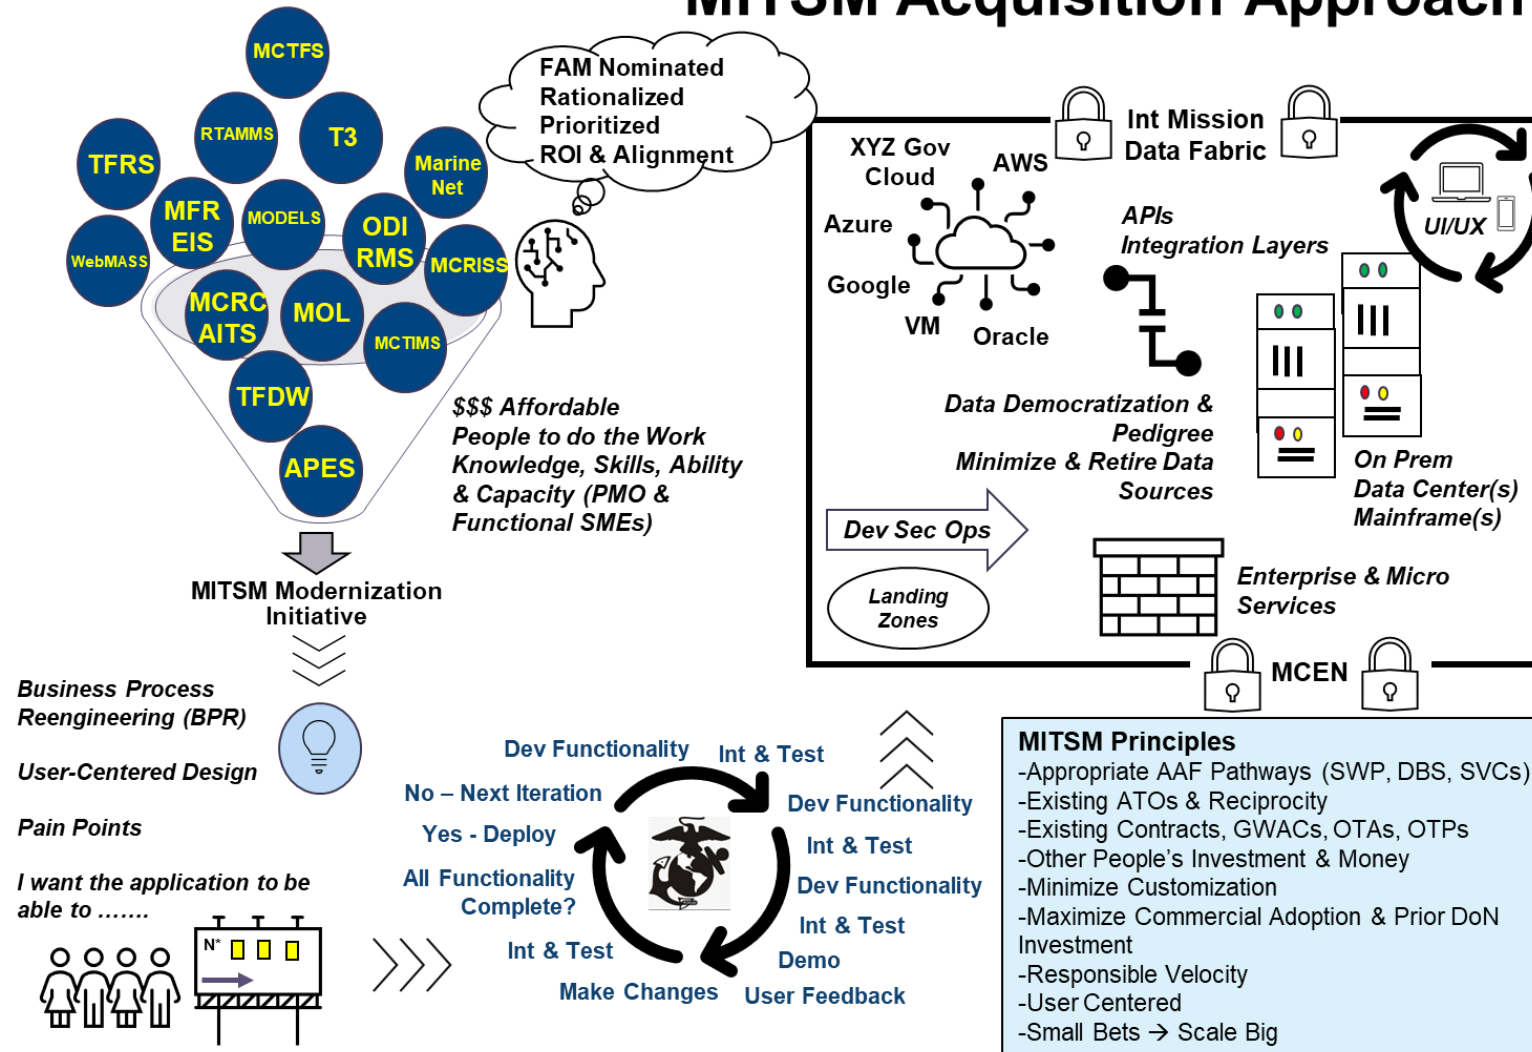 MITSM Acquisition Approach
MCTFS
RTAMMS
T3
TFRS
Marine
Net
MFR
EIS
MODELS
ODI
RMS
WebMASS
MCRISS
MCRC
AITS
MOL
MCTIMS
TFDW
APES
FAM Nominated
Rationalized
Prioritized
ROI & Alignment
$$$ Affordable
People to do the Work
Knowledge, Skills, Ability
& Capacity (PMO &
Functional SMEs)
MITSM Modernization
Initiative
Business Process
Reengineering (BPR)
User-Centered Design
Pain Points
I want the application to be
able to …....
N*
Dev Functionality
Int & Test
Dev Functionality
Int & Test
Dev Functionality
Int & Test
Demo
User Feedback
Make Changes
Int & Test
All Functionality
Complete?
Yes - Deploy
No – Next Iteration
Int Mission
Data Fabric
XYZ Gov
Cloud
AWS
Azure
Google
VM
Oracle
APIs
Integration Layers
UI/UX
Data Democratization &
Pedigree
Minimize & Retire Data
Sources
On Prem
Data Center(s)
Mainframe(s)
Dev Sec Ops
Landing
Zones
Enterprise & Micro
Services
MCEN
MITSM Principles
-Appropriate AAF Pathways (SWP, DBS, SVCs)
-Existing ATOs & Reciprocity
-Existing Contracts, GWACs, OTAs, OTPs
-Other People's Investment & Money
-Minimize Customization
-Maximize Commercial Adoption & Prior DoN
Investment
-Responsible Velocity
-User Centered
-Small Bets → Scale Big